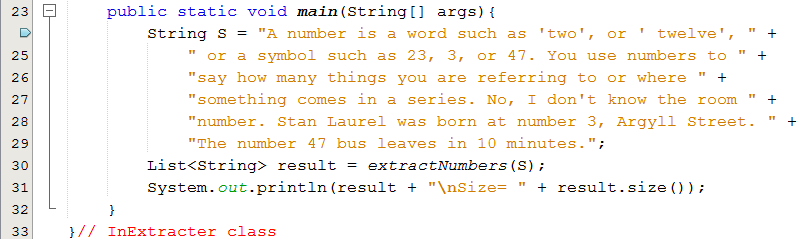 23 public static void main(String[] args){
String S = "A number is a word such as 'two', or ' twelve', " +
25 " or a symbol such as 23, 3, or 47. You use numbers to " +
26 "say how many things you are referring to or where " +
27 "something comes in a series. No, I don't know the room " +
28 "number. Stan Laurel was born at number 3, Argyll Street. " +
29 "The number 47 bus leaves in 10 minutes.";
30 List<String> result = extractNumbers(S);
31 System.out.println(result + "\nSize= " + result.size());
32 }
33 }// InExtracter class